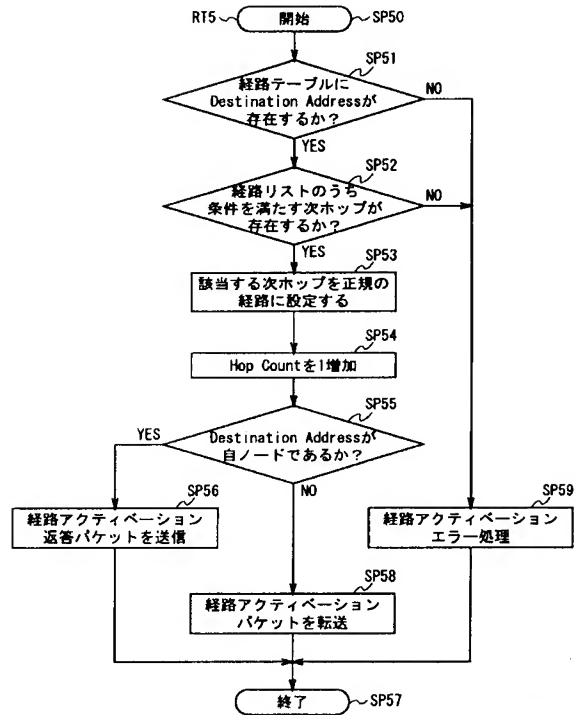 RT5
開始
SP50
SP51
経路テーブルに
Destination Addressが
存在するか？
NO
YES
SP52
経路リストのうち
条件を満たす次ホップが
存在するか？
NO
YES
SP53
該当する次ホップを正規の
経路に設定する
SP54
Hop Countを1増加
SP55
YES
Destination Addressが
自ノードであるか？
NO
SP56
経路アクティベーション
返答パケットを送信
SP59
経路アクティベーション
エラー処理
SP58
経路アクティベーション
パケットを転送
終了
SP57